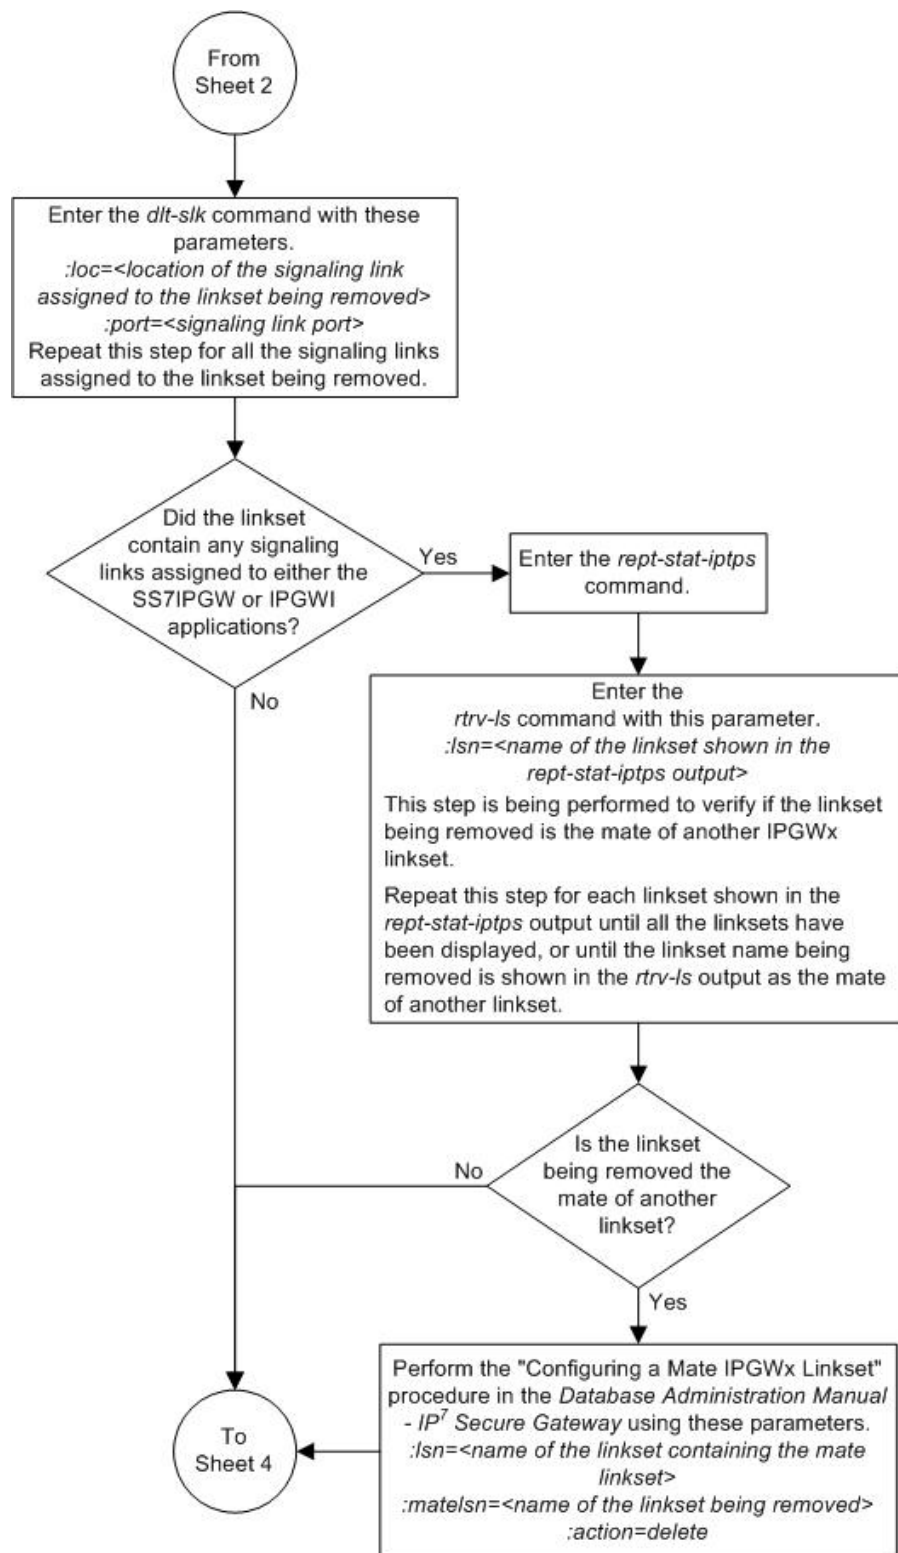 From
Sheet 2
Enter the dlt-slk command with these
parameters.
:loc=<location of the signaling link
assigned to the linkset being removed>
:port=<signaling link port>
Repeat this step for all the signaling links
assigned to the linkset being removed.
Did the linkset
contain any signaling
links assigned to either the
SS7IPGW or IPGWI
applications?
Yes
Enter the rept-stat-iptps
command.
No
Enter the
rtrv-ls command with this parameter.
:lsn=<name of the linkset shown in the
rept-stat-iptps output>
This step is being performed to verify if the linkset
being removed is the mate of another IPGWx
linkset.
Repeat this step for each linkset shown in the
rept-stat-iptps output until all the linksets have
been displayed, or until the linkset name being
removed is shown in the rtrv-ls output as the mate
of another linkset.
Is the linkset
being removed the
mate of another
linkset?
No
Yes
Perform the "Configuring a Mate IPGWx Linkset"
procedure in the Database Administration Manual
- IP⁷ Secure Gateway using these parameters.
:lsn=<name of the linkset containing the mate
linkset>
:matelsn=<name of the linkset being removed>
:action=delete
To
Sheet 4